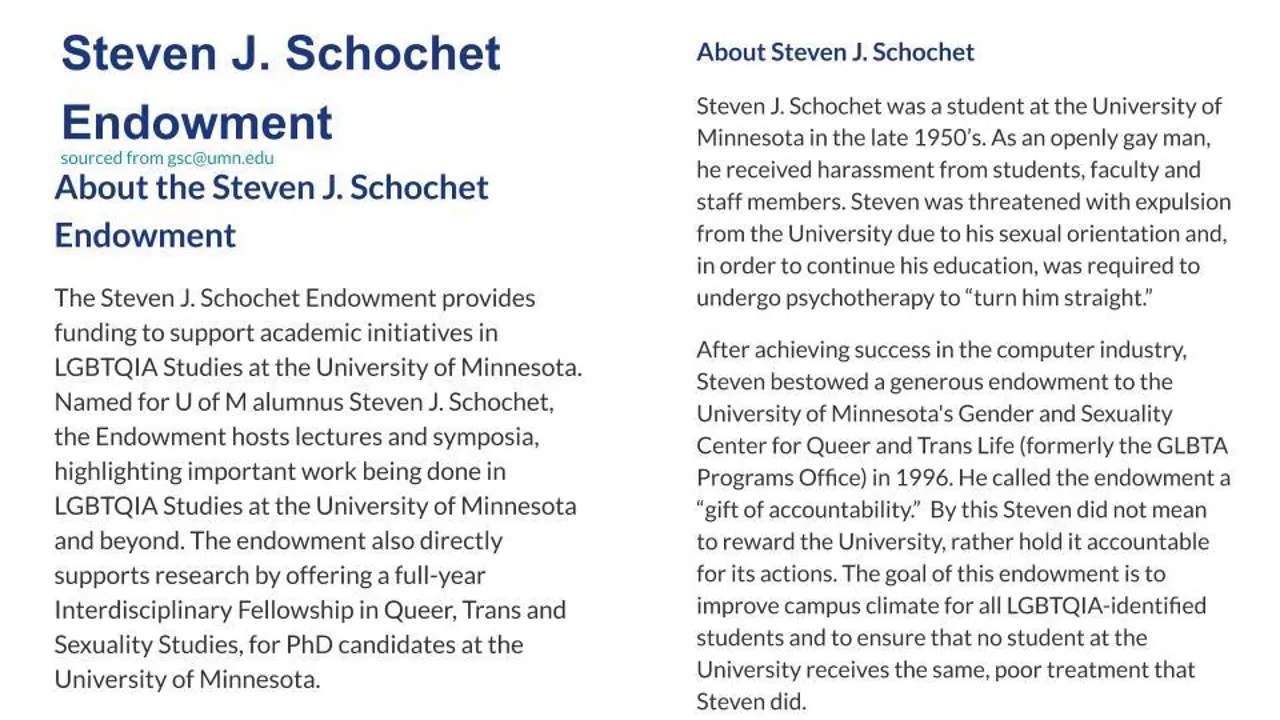 Steven J. Schochet
Endowment
sourced from gsc@umn.edu
About the Steven J. Schochet
Endowment
The Steven J. Schochet Endowment provides
funding to support academic initiatives in
LGBTQIA Studies at the University of Minnesota.
Named for U of M alumnus Steven J. Schochet,
the Endowment hosts lectures and symposia,
highlighting important work being done in
LGBTQIA Studies at the University of Minnesota
and beyond. The endowment also directly
supports research by offering a full-year
Interdisciplinary Fellowship in Queer, Trans and
Sexuality Studies, for PhD candidates at the
University of Minnesota.
About Steven J. Schochet
Steven J. Schochet was a student at the University of
Minnesota in the late 1950’s. As an openly gay man,
he received harassment from students, faculty and
staff members. Steven was threatened with expulsion
from the University due to his sexual orientation and,
in order to continue his education, was required to
undergo psychotherapy to “turn him straight.”
After achieving success in the computer industry,
Steven bestowed a generous endowment to the
University of Minnesota's Gender and Sexuality
Center for Queer and Trans Life (formerly the GLBTA
Programs Office) in 1996. He called the endowment a
“gift of accountability.”  By this Steven did not mean
to reward the University, rather hold it accountable
for its actions. The goal of this endowment is to
improve campus climate for all LGBTQIA-identified
students and to ensure that no student at the
University receives the same, poor treatment that
Steven did.